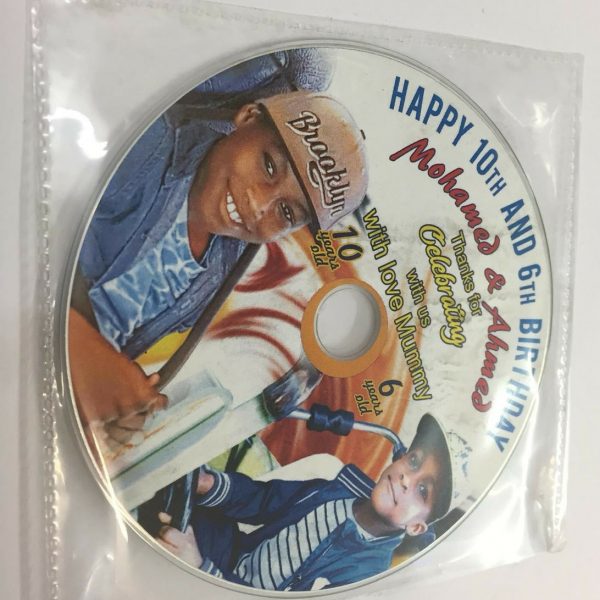 HAPPY 10TH AND 6TH BIRTHDAY
Mohamed & Ahmed
Thanks for
Celebrating
with us
with love Mummy
10
years
old
6
years
old
Brooklyn